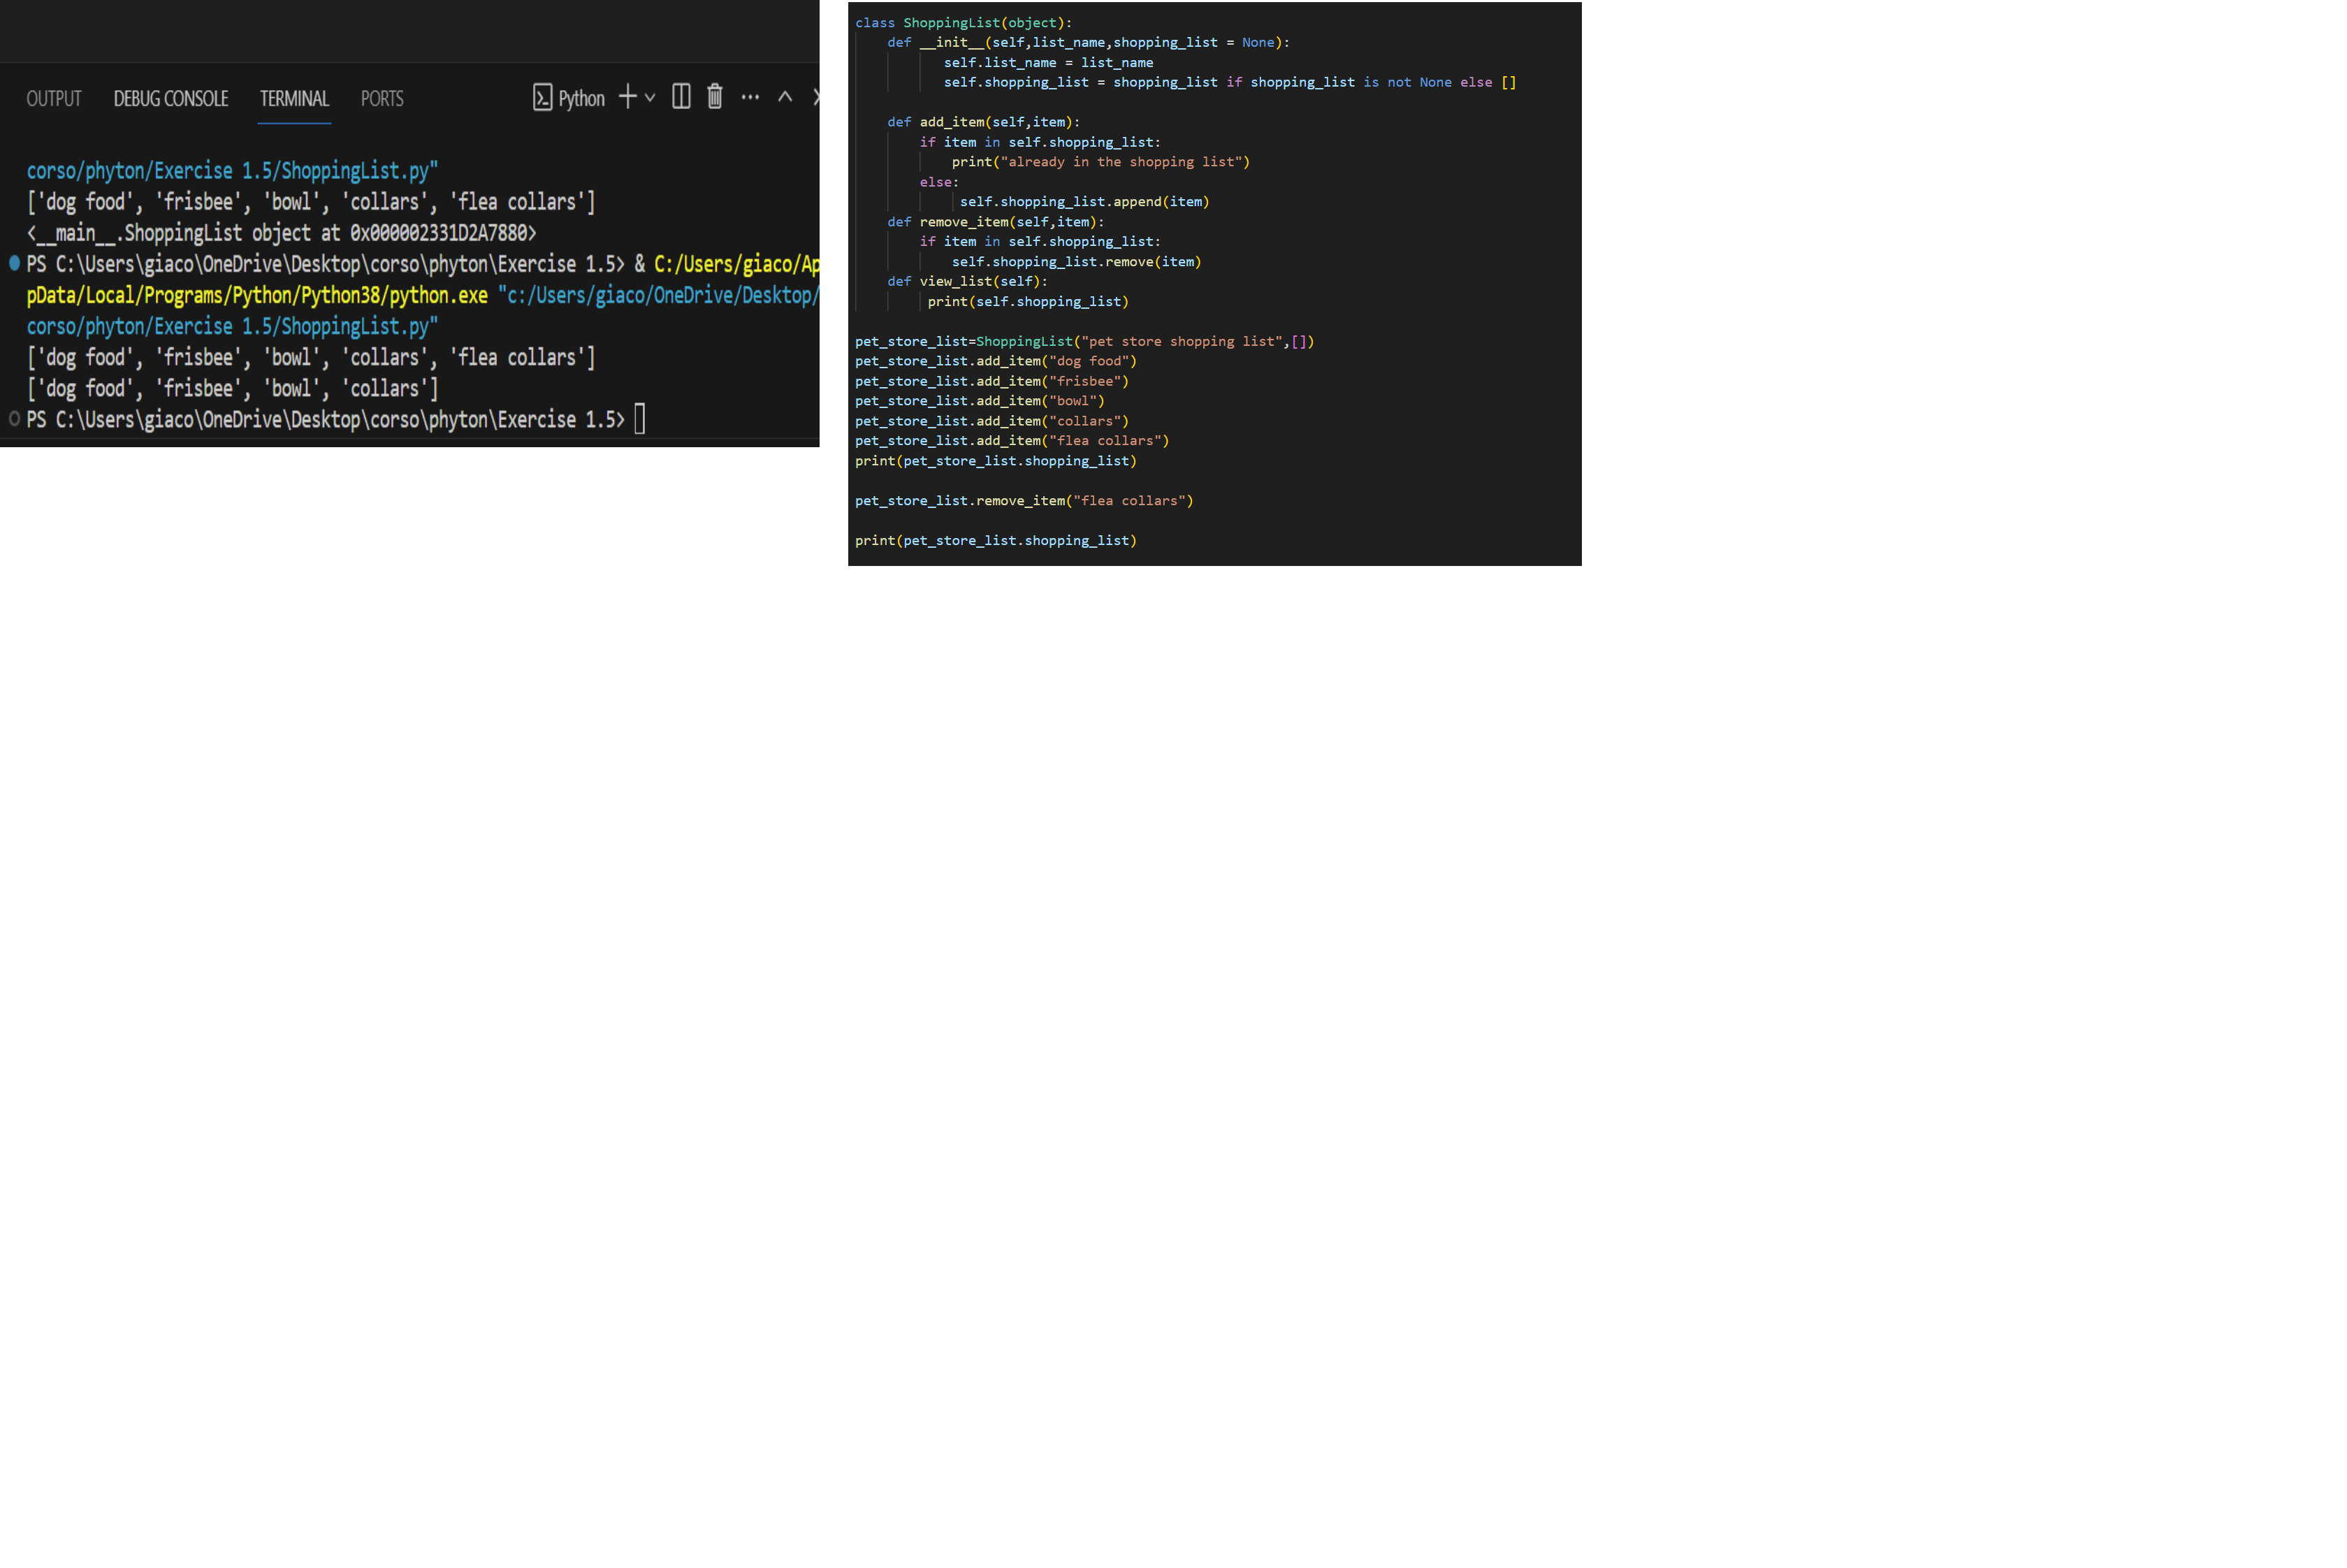 OUTPUT DEBUG CONSOLE TERMINAL PORTS Python
corso/phyton/Exercise 1.5/ShoppingList.py"
['dog food', 'frisbee', 'bowl', 'collars', 'flea collars']
<__main__.ShoppingList object at 0x000002331D2A7880>
PS C:\Users\giaco\OneDrive\Desktop\corso\phyton\Exercise 1.5> & C:/Users/giaco/Ap
pData/Local/Programs/Python/Python38/python.exe "c:/Users/giaco/OneDrive/Desktop/
corso/phyton/Exercise 1.5/ShoppingList.py"
['dog food', 'frisbee', 'bowl', 'collars', 'flea collars']
['dog food', 'frisbee', 'bowl', 'collars']
PS C:\Users\giaco\OneDrive\Desktop\corso\phyton\Exercise 1.5>
class ShoppingList(object):
    def __init__(self,list_name,shopping_list = None):
           self.list_name = list_name
           self.shopping_list = shopping_list if shopping_list is not None else []
    def add_item(self,item):
        if item in self.shopping_list:
            print("already in the shopping list")
        else:
             self.shopping_list.append(item)
    def remove_item(self,item):
        if item in self.shopping_list:
            self.shopping_list.remove(item)
    def view_list(self):
         print(self.shopping_list)
pet_store_list=ShoppingList("pet store shopping list",[])
pet_store_list.add_item("dog food")
pet_store_list.add_item("frisbee")
pet_store_list.add_item("bowl")
pet_store_list.add_item("collars")
pet_store_list.add_item("flea collars")
print(pet_store_list.shopping_list)
pet_store_list.remove_item("flea collars")
print(pet_store_list.shopping_list)